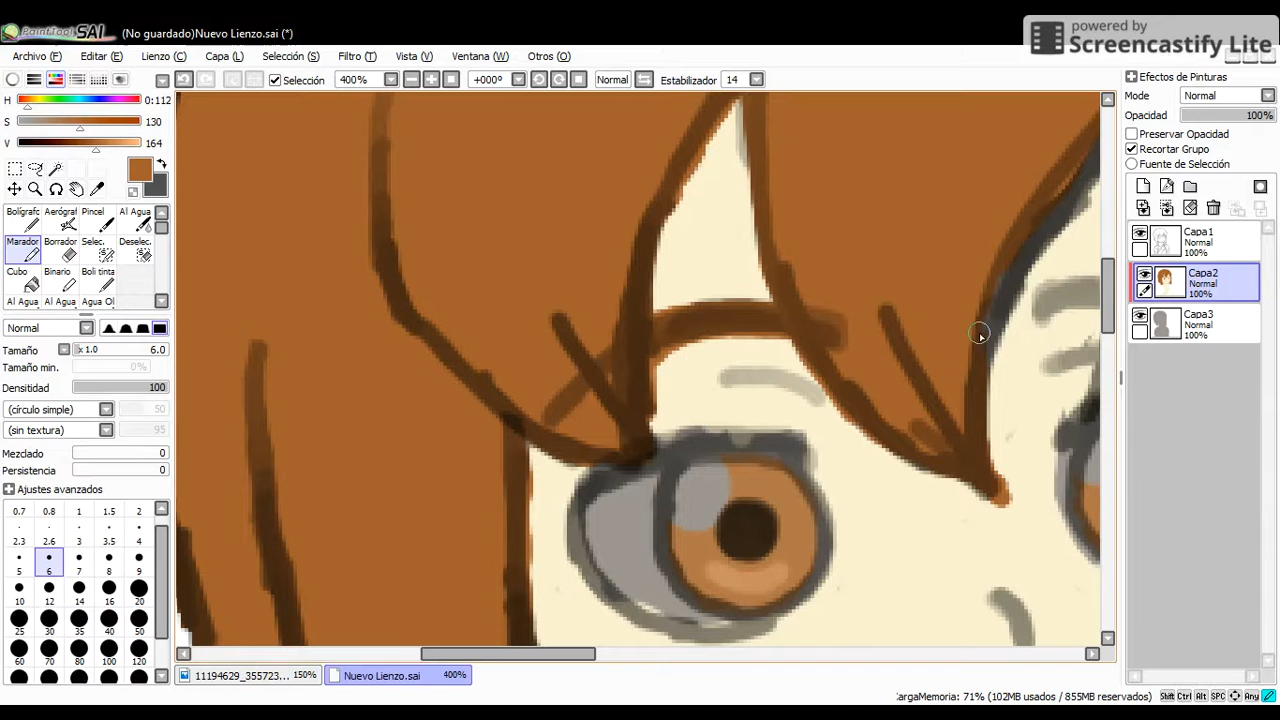 powered by
Screencastify Lite
PaintTool SAI (No guardado)Nuevo Lienzo.sai (*)
Archivo (F) Editar (E) Lienzo (C) Capa (L) Selección (S) Filtro (T) Vista (V) Ventana (W) Otros (O)
Selección 400% +000º Normal Estabilizador 14
H 0:112
S 130
V 164
Bolígrafc Aerógraf Pincel Al Agua
Marador Borrador Selec. Deselec.
Cubo Binario Boli tinta
Al Agua Agua Ol Al Agua Al Agua
Normal
Tamaño x 1.0 6.0
Tamaño min. 0%
Densidad 100
(círculo simple) 50
(sin textura) 95
Mezclado 0
Persistencia 0
Ajustes avanzados
0.7 0.8 1 1.5 2
2.3 2.6 3 3.5 4
5 6 7 8 9
10 12 14 16 20
25 30 35 40 50
60 70 80 100 120
Efectos de Pinturas
Mode Normal
Opacidad 100%
Preservar Opacidad
Recortar Grupo
Fuente de Selección
Capa1
Normal
100%
Capa2
Normal
100%
Capa3
Normal
100%
11194629_355723... 150% Nuevo Lienzo.sai 400%
CargaMemoria: 71% (102MB usados / 855MB reservados) Shift Ctrl Alt SPC Any